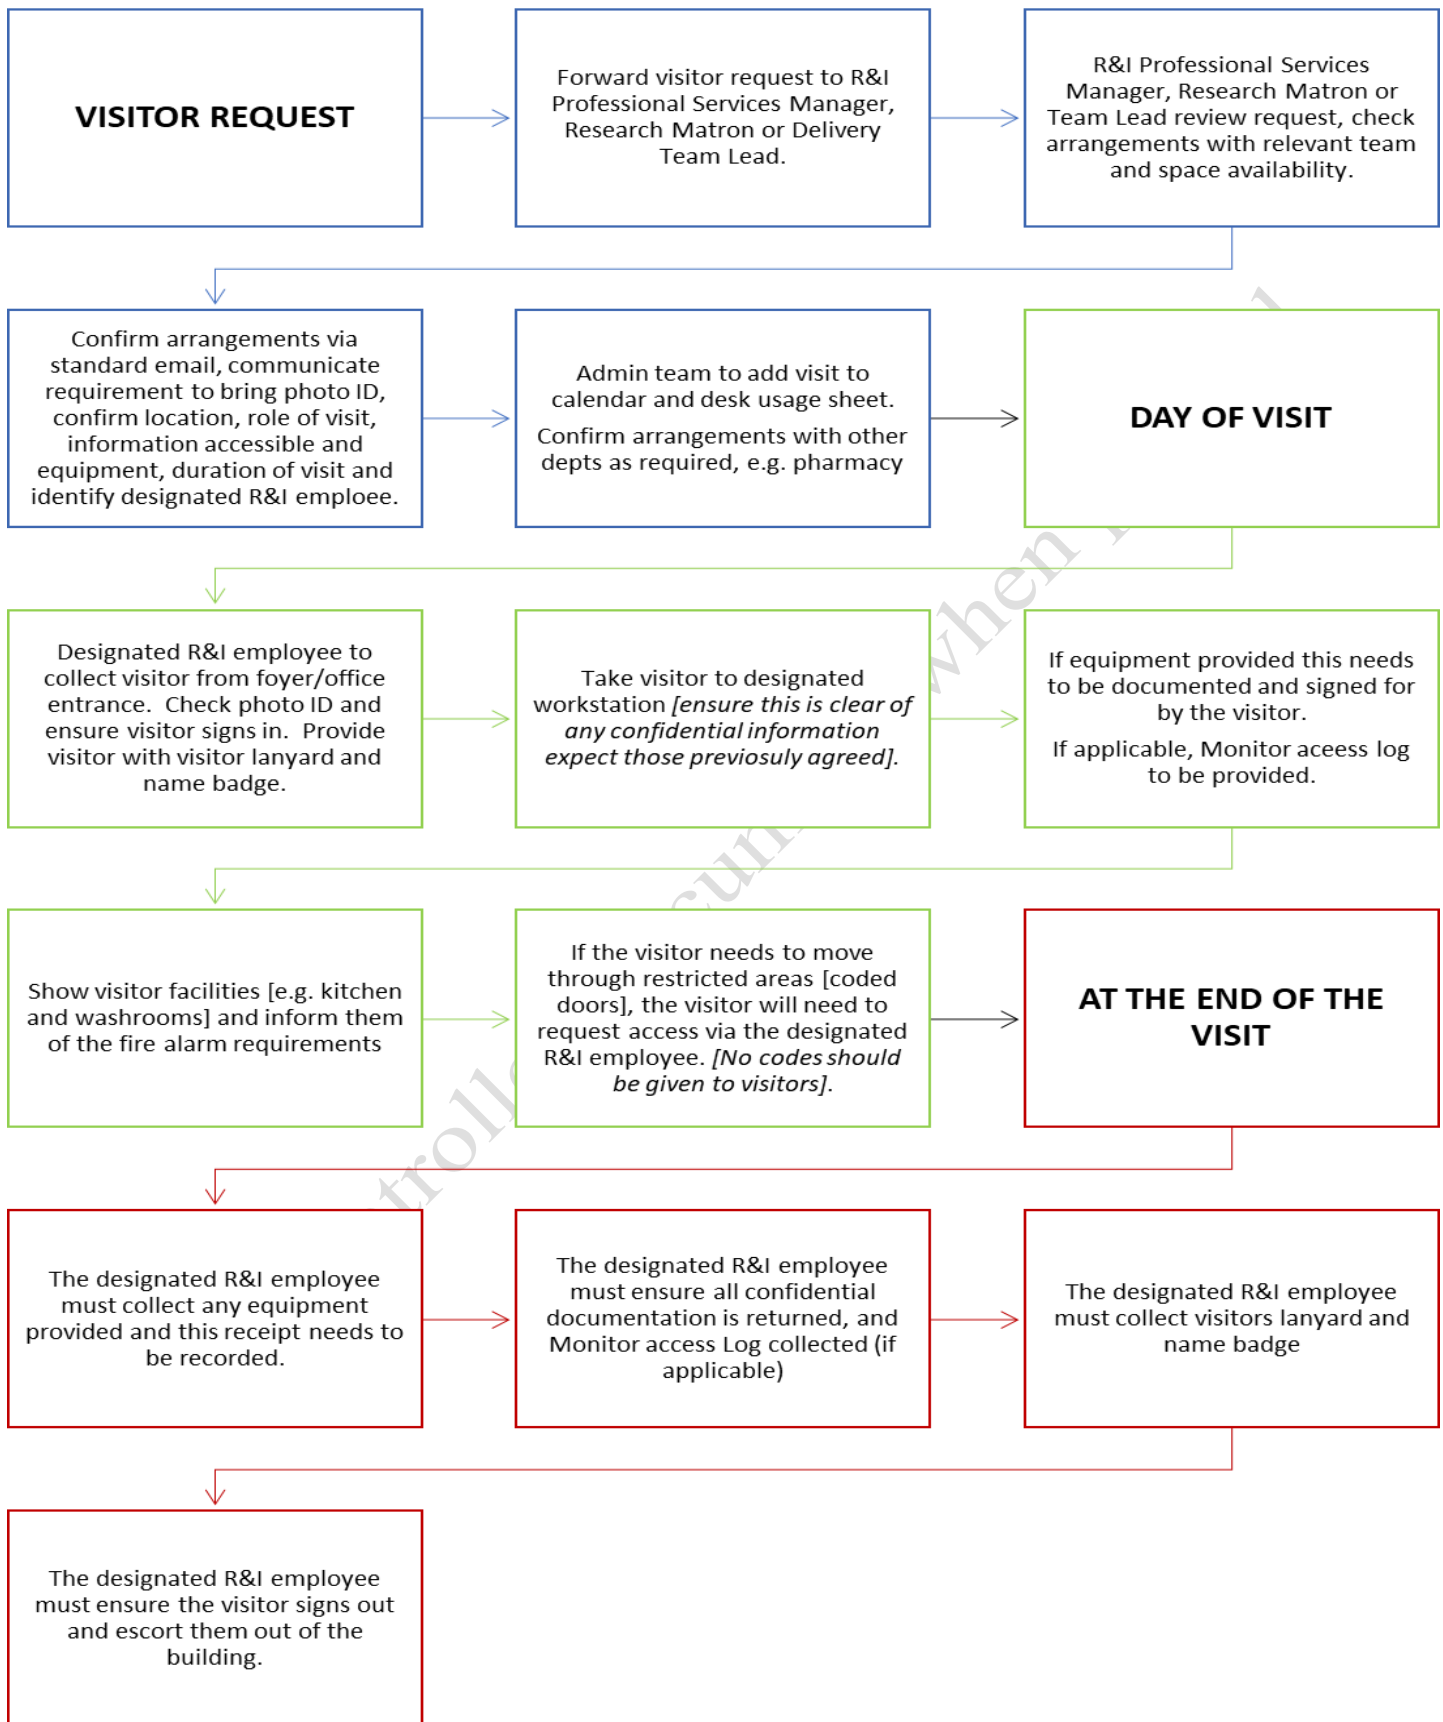 VISITOR REQUEST
Forward visitor request to R&I
Professional Services Manager,
Research Matron or Delivery
Team Lead.
R&I Professional Services
Manager, Research Matron or
Team Lead review request, check
arrangements with relevant team
and space availability.
Confirm arrangements via
standard email, communicate
requirement to bring photo ID,
confirm location, role of visit,
information accessible and
equipment, duration of visit and
identify designated R&I emploee.
Admin team to add visit to
calendar and desk usage sheet.
Confirm arrangements with other
depts as required, e.g. pharmacy
DAY OF VISIT
Designated R&I employee to
collect visitor from foyer/office
entrance. Check photo ID and
ensure visitor signs in. Provide
visitor with visitor lanyard and
name badge.
Take visitor to designated
workstation [ensure this is clear of
any confidential information
expect those previosuly agreed].
If equipment provided this needs
to be documented and signed for
by the visitor.
If applicable, Monitor aceess log
to be provided.
Show visitor facilities [e.g. kitchen
and washrooms] and inform them
of the fire alarm requirements
If the visitor needs to move
through restricted areas [coded
doors], the visitor will need to
request access via the designated
R&I employee. [No codes should
be given to visitors].
AT THE END OF THE
VISIT
The designated R&I employee
must collect any equipment
provided and this receipt needs to
be recorded.
The designated R&I employee
must ensure all confidential
documentation is returned, and
Monitor access Log collected (if
applicable)
The designated R&I employee
must collect visitors lanyard and
name badge
The designated R&I employee
must ensure the visitor signs out
and escort them out of the
building.
when